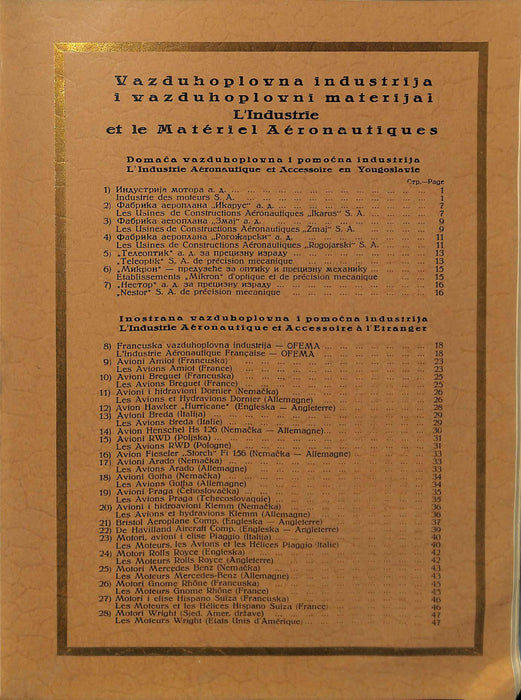 Vazduhoplovna industrija
i vazduhoplovni materijal
L'Industrie
et le Matériel Aéronautiques
Domaća vazduhoplovna i pomoćna industrija
L'Industrie Aéronautique et Accessoire en Yougoslavie
Стр.—Page
1) Индустрија мотора а. д. ... 1
Industrie des moteurs S. A. ... 1
2) Фабрика аероплана „Икарус“ а. д. ... 7
Les Usines de Constructions Aéronautiques „Ikarus“ S. A. ... 7
3) Фабрика аероплана „Змај“ а. д. ... 9
Les Usines de Constructions Aéronautiques „Zmaj“ S. A. ... 9
4) Фабрика аероплана „Рогожарски“ а. д. ... 11
Les Usines de Constructions Aéronautiques „Rogojarski“ S. A. ... 11
5) „Телеоптик“ а. д. за прецизну израду ... 13
„Teleoptik“ S. A. de précision mecanique ... 13
6) „Микрон“ — предузеће за оптику и прецизну механику ... 15
Etablissements „Mikron“ d'optique et de précision mecanique ... 15
7) „Нестор“ а. д. за прецизну израду ... 16
„Nestor“ S. A. de précision mecanique ... 16
Inostrana vazduhoplovna i pomoćna industrija
L'Industrie Aéronautique et Accessoire à l'Etranger
8) Francuska vazduhoplovna industrija — OFEMA ... 18
L'Industrie Aéronautique Française — OFEMA ... 18
9) Avioni Amiot (Francuska) ... 23
Les Avions Amiot (France) ... 23
10) Avioni Breguet (Francuska) ... 25
Les Avions Breguet (France) ... 25
11) Avioni i hidravioni Dornier (Nemačka) ... 26
Les Avions et Hydravions Dornier (Allemagne) ... 26
12) Avion Hawker „Hurricane“ (Engleska — Angleterre) ... 28
13) Avioni Breda (Italija) ... 29
Les Avions Breda (Italie) ... 29
14) Avion Henschel Hs 126 (Nemačka — Allemagne) ... 30
15) Avioni RWD (Poljska) ... 31
Les Avions RWD (Pologne) ... 31
16) Avion Fieseler „Storch“ Fi 156 (Nemačka — Allemagne) ... 33
17) Avioni Arado (Nemačka) ... 33
Les Avions Arado (Allemagne) ... 33
18) Avioni Gotha (Nemačka) ... 34
Les Avions Gotha (Allemagne) ... 34
19) Avioni Praga (Čehoslovačka) ... 35
Les Avions Praga (Tchecoslovaquie) ... 35
20) Avioni i hidroavioni Klemm (Nemačka) ... 36
Les Avions et hydravions Klemm (Allemagne) ... 36
21) Bristol Aeroplane Comp. (Engleska — Angleterre) ... 37
22) De Havilland Aircraft Comp. (Engleska — Angleterre) ... 39
23) Motori, avioni i elise Piaggio (Italija) ... 40
Les Moteurs, les Avions et les Hélices Piaggio (Italie) ... 40
24) Motori Rolls Royce (Engleska) ... 42
Les Moteurs Rolls Royce (Angleterre) ... 42
25) Motori Mercedes Benz (Nemačka) ... 43
Les Moteurs Mercedes-Benz (Allemagne) ... 43
26) Motori Gnome Rhône (Francuska) ... 45
Les Moteurs Gnome Rhône (France) ... 45
27) Motori i elise Hispano Suiza (Francuska) ... 46
Les Moteurs et les Hélices Hispano Suiza (France) ... 46
28) Motori Wright (Sjed. Amer. države) ... 47
Les Moteurs Wright (Etats Unis d'Amérique) ... 47